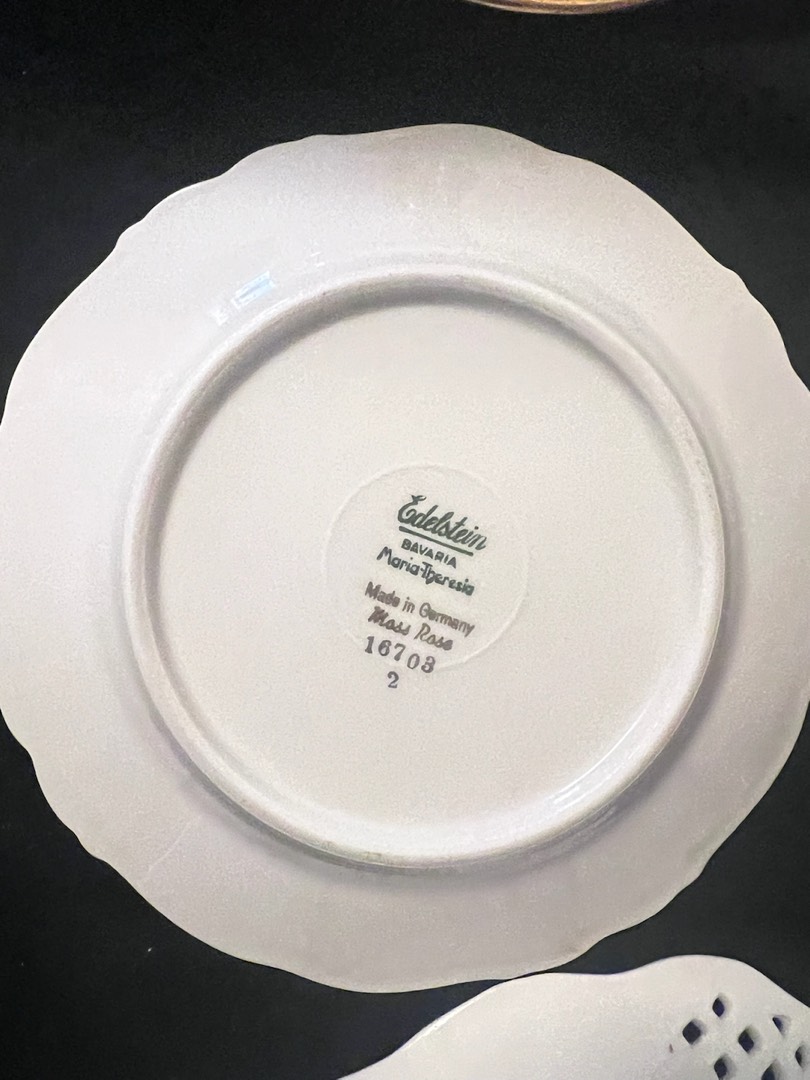 Edelstein
BAVARIA
Maria-Theresia
Made in Germany
Moss Rose
16703
2